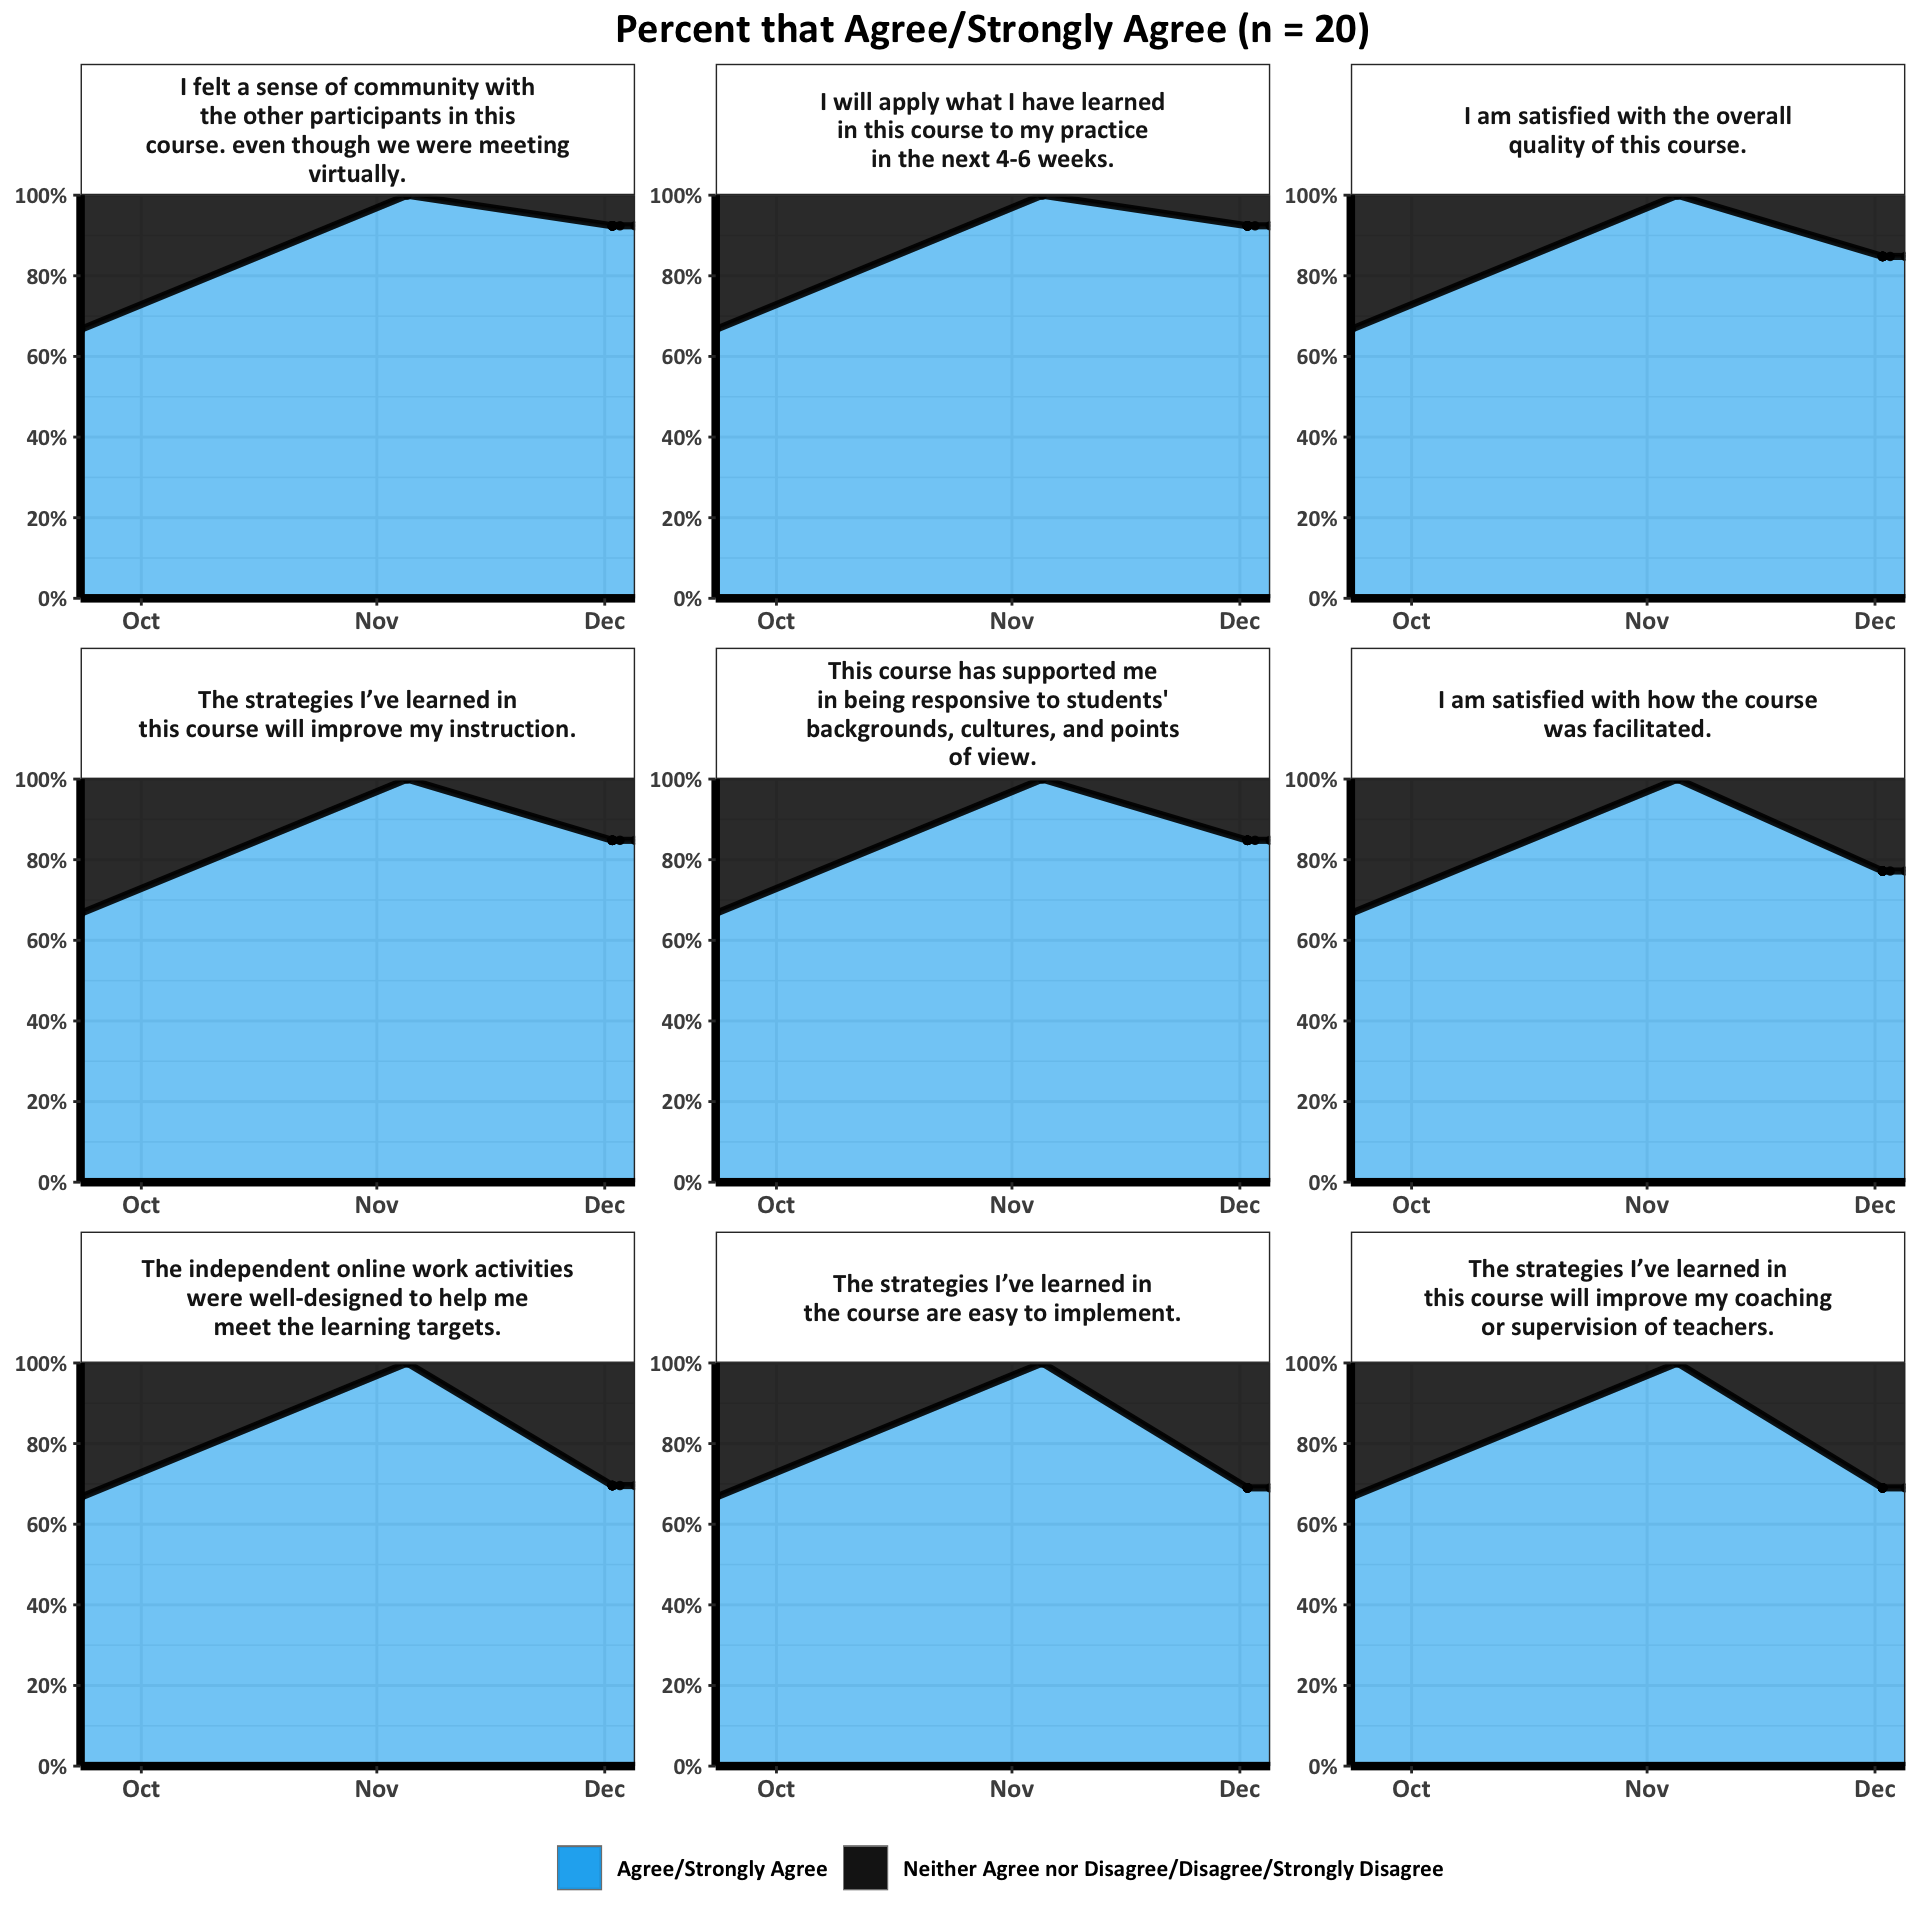 Percent that Agree/Strongly Agree (n = 20)
I felt a sense of community with
the other participants in this
course. even though we were meeting
virtually.
100%
80%
60%
40%
20%
0%
Oct Nov Dec
I will apply what I have learned
in this course to my practice
in the next 4-6 weeks.
100%
80%
60%
40%
20%
0%
Oct Nov Dec
I am satisfied with the overall
quality of this course.
100%
80%
60%
40%
20%
0%
Oct Nov Dec
The strategies I’ve learned in
this course will improve my instruction.
100%
80%
60%
40%
20%
0%
Oct Nov Dec
This course has supported me
in being responsive to students'
backgrounds, cultures, and points
of view.
100%
80%
60%
40%
20%
0%
Oct Nov Dec
I am satisfied with how the course
was facilitated.
100%
80%
60%
40%
20%
0%
Oct Nov Dec
The independent online work activities
were well-designed to help me
meet the learning targets.
100%
80%
60%
40%
20%
0%
Oct Nov Dec
The strategies I’ve learned in
the course are easy to implement.
100%
80%
60%
40%
20%
0%
Oct Nov Dec
The strategies I’ve learned in
this course will improve my coaching
or supervision of teachers.
100%
80%
60%
40%
20%
0%
Oct Nov Dec
Agree/Strongly Agree
Neither Agree nor Disagree/Disagree/Strongly Disagree